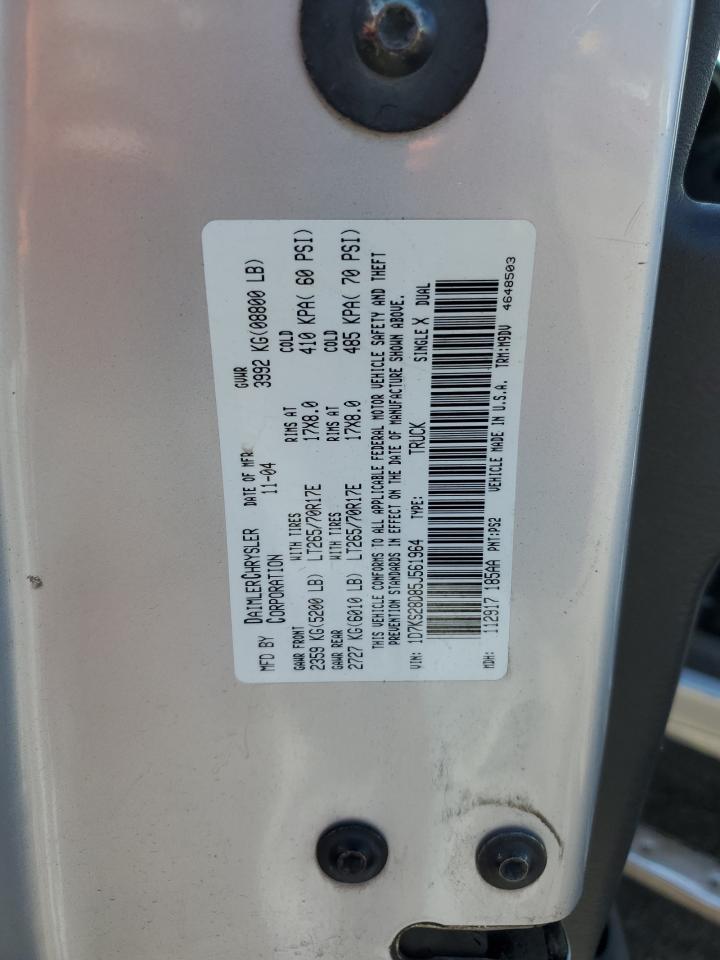 MFD BY DAIMLERCHRYSLER CORPORATION DATE OF MFR 11-04 GVWR 3992 KG(08800 LB)
GAWR FRONT WITH TIRES RIMS AT COLD
2359 KG(5200 LB) LT265/70R17E 17X8.0 410 KPA( 60 PSI)
GAWR REAR WITH TIRES RIMS AT COLD
2727 KG(6010 LB) LT265/70R17E 17X8.0 485 KPA( 70 PSI)
THIS VEHICLE CONFORMS TO ALL APPLICABLE FEDERAL MOTOR VEHICLE SAFETY AND THEFT
PREVENTION STANDARDS IN EFFECT ON THE DATE OF MANUFACTURE SHOWN ABOVE.
VIN: 1D7KS28D85J561964 TYPE: TRUCK SINGLE X DUAL
MDH: 112917 185AA PNT:PS2 VEHICLE MADE IN U.S.A. TRM:M9DV 4648503